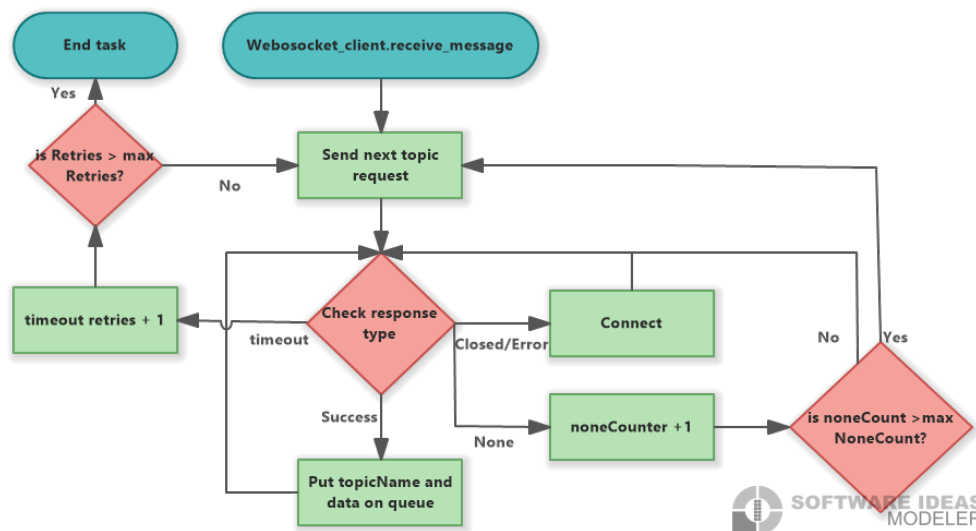 End task
Webosocket_client.receive_message
Yes
is Retries > max
Retries?
No
Send next topic
request
timeout retries + 1
timeout
Check response
type
Closed/Error
Connect
No
Yes
Success
None
noneCounter +1
is noneCount >max
NoneCount?
Put topicName and
data on queue
SOFTWARE IDEAS
MODELER